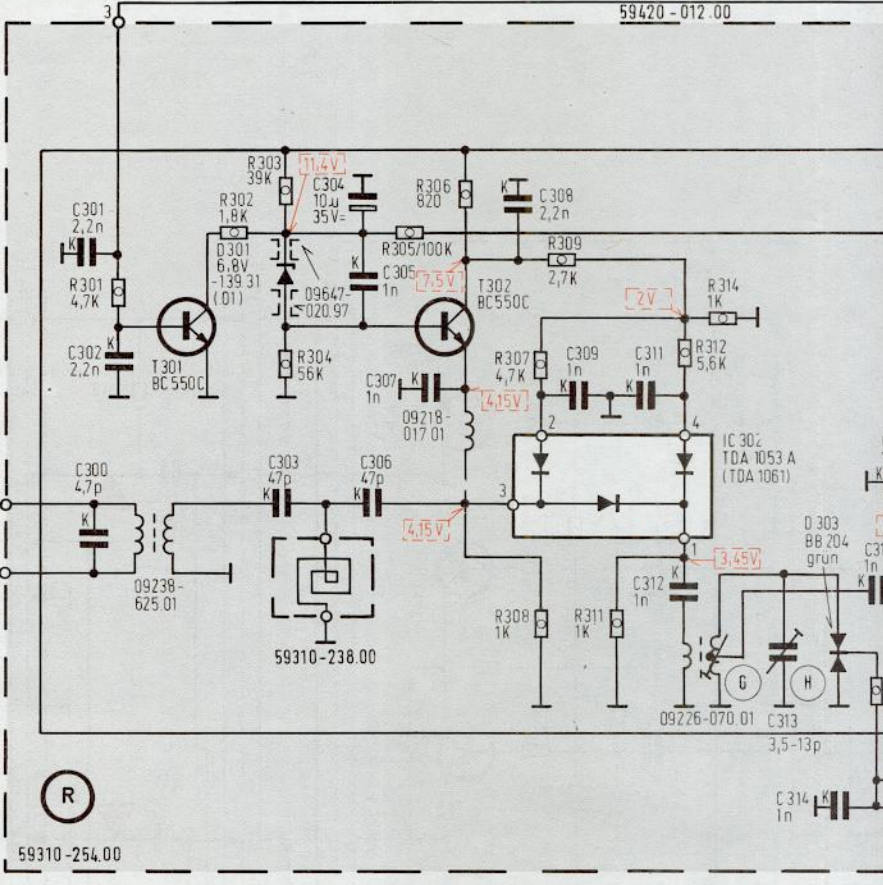 3
59420-012.00
R303
39K
11,4V
C304
10µ
35V=
R306
820
K
C308
2,2n
C301
2,2n
K
R302
1,8K
R305/100K
R309
2,7K
D301
6,8V
-139.31
(.01)
K
C305
1n
7,5V
T302
BC550C
R301
4,7K
09647-
020.97
2V
R314
1K
K
C302
2,2n
T301
BC550C
R304
56K
C307
1n
K
4,15V
R307
4,7K
C309
1n
K
C311
1n
K
R312
5,6K
09218-
017.01
2
4
IC302
TDA 1053 A
(TDA 1061)
C300
4,7p
K
C303
47p
K
C306
47p
K
3
K
4,15V
D303
BB 204
grün
1
3,45V
C31
1n
K
09238-
625.01
C312
1n
K
R308
1K
R311
1K
59310-238.00
G
H
09226-070.01
C313
3,5-13p
R
C314
1n
K
59310-254.00